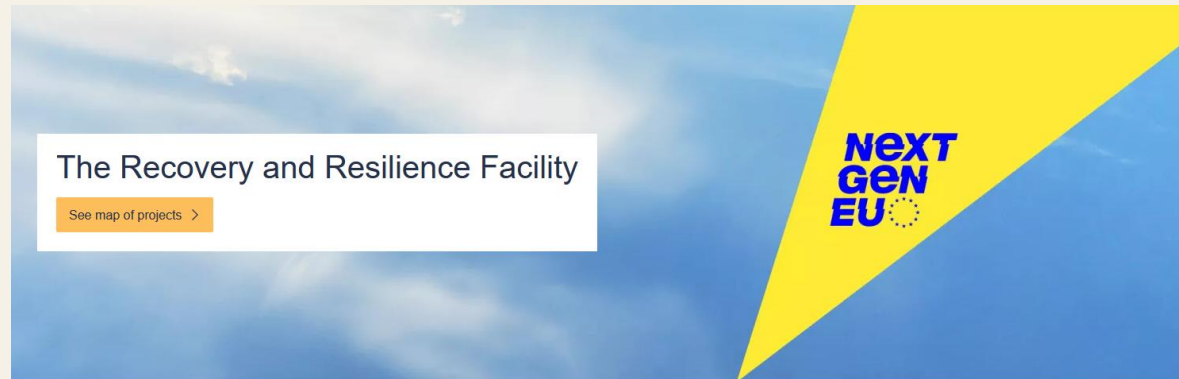 The Recovery and Resilience Facility
See map of projects >
NEXT
GEN
EU